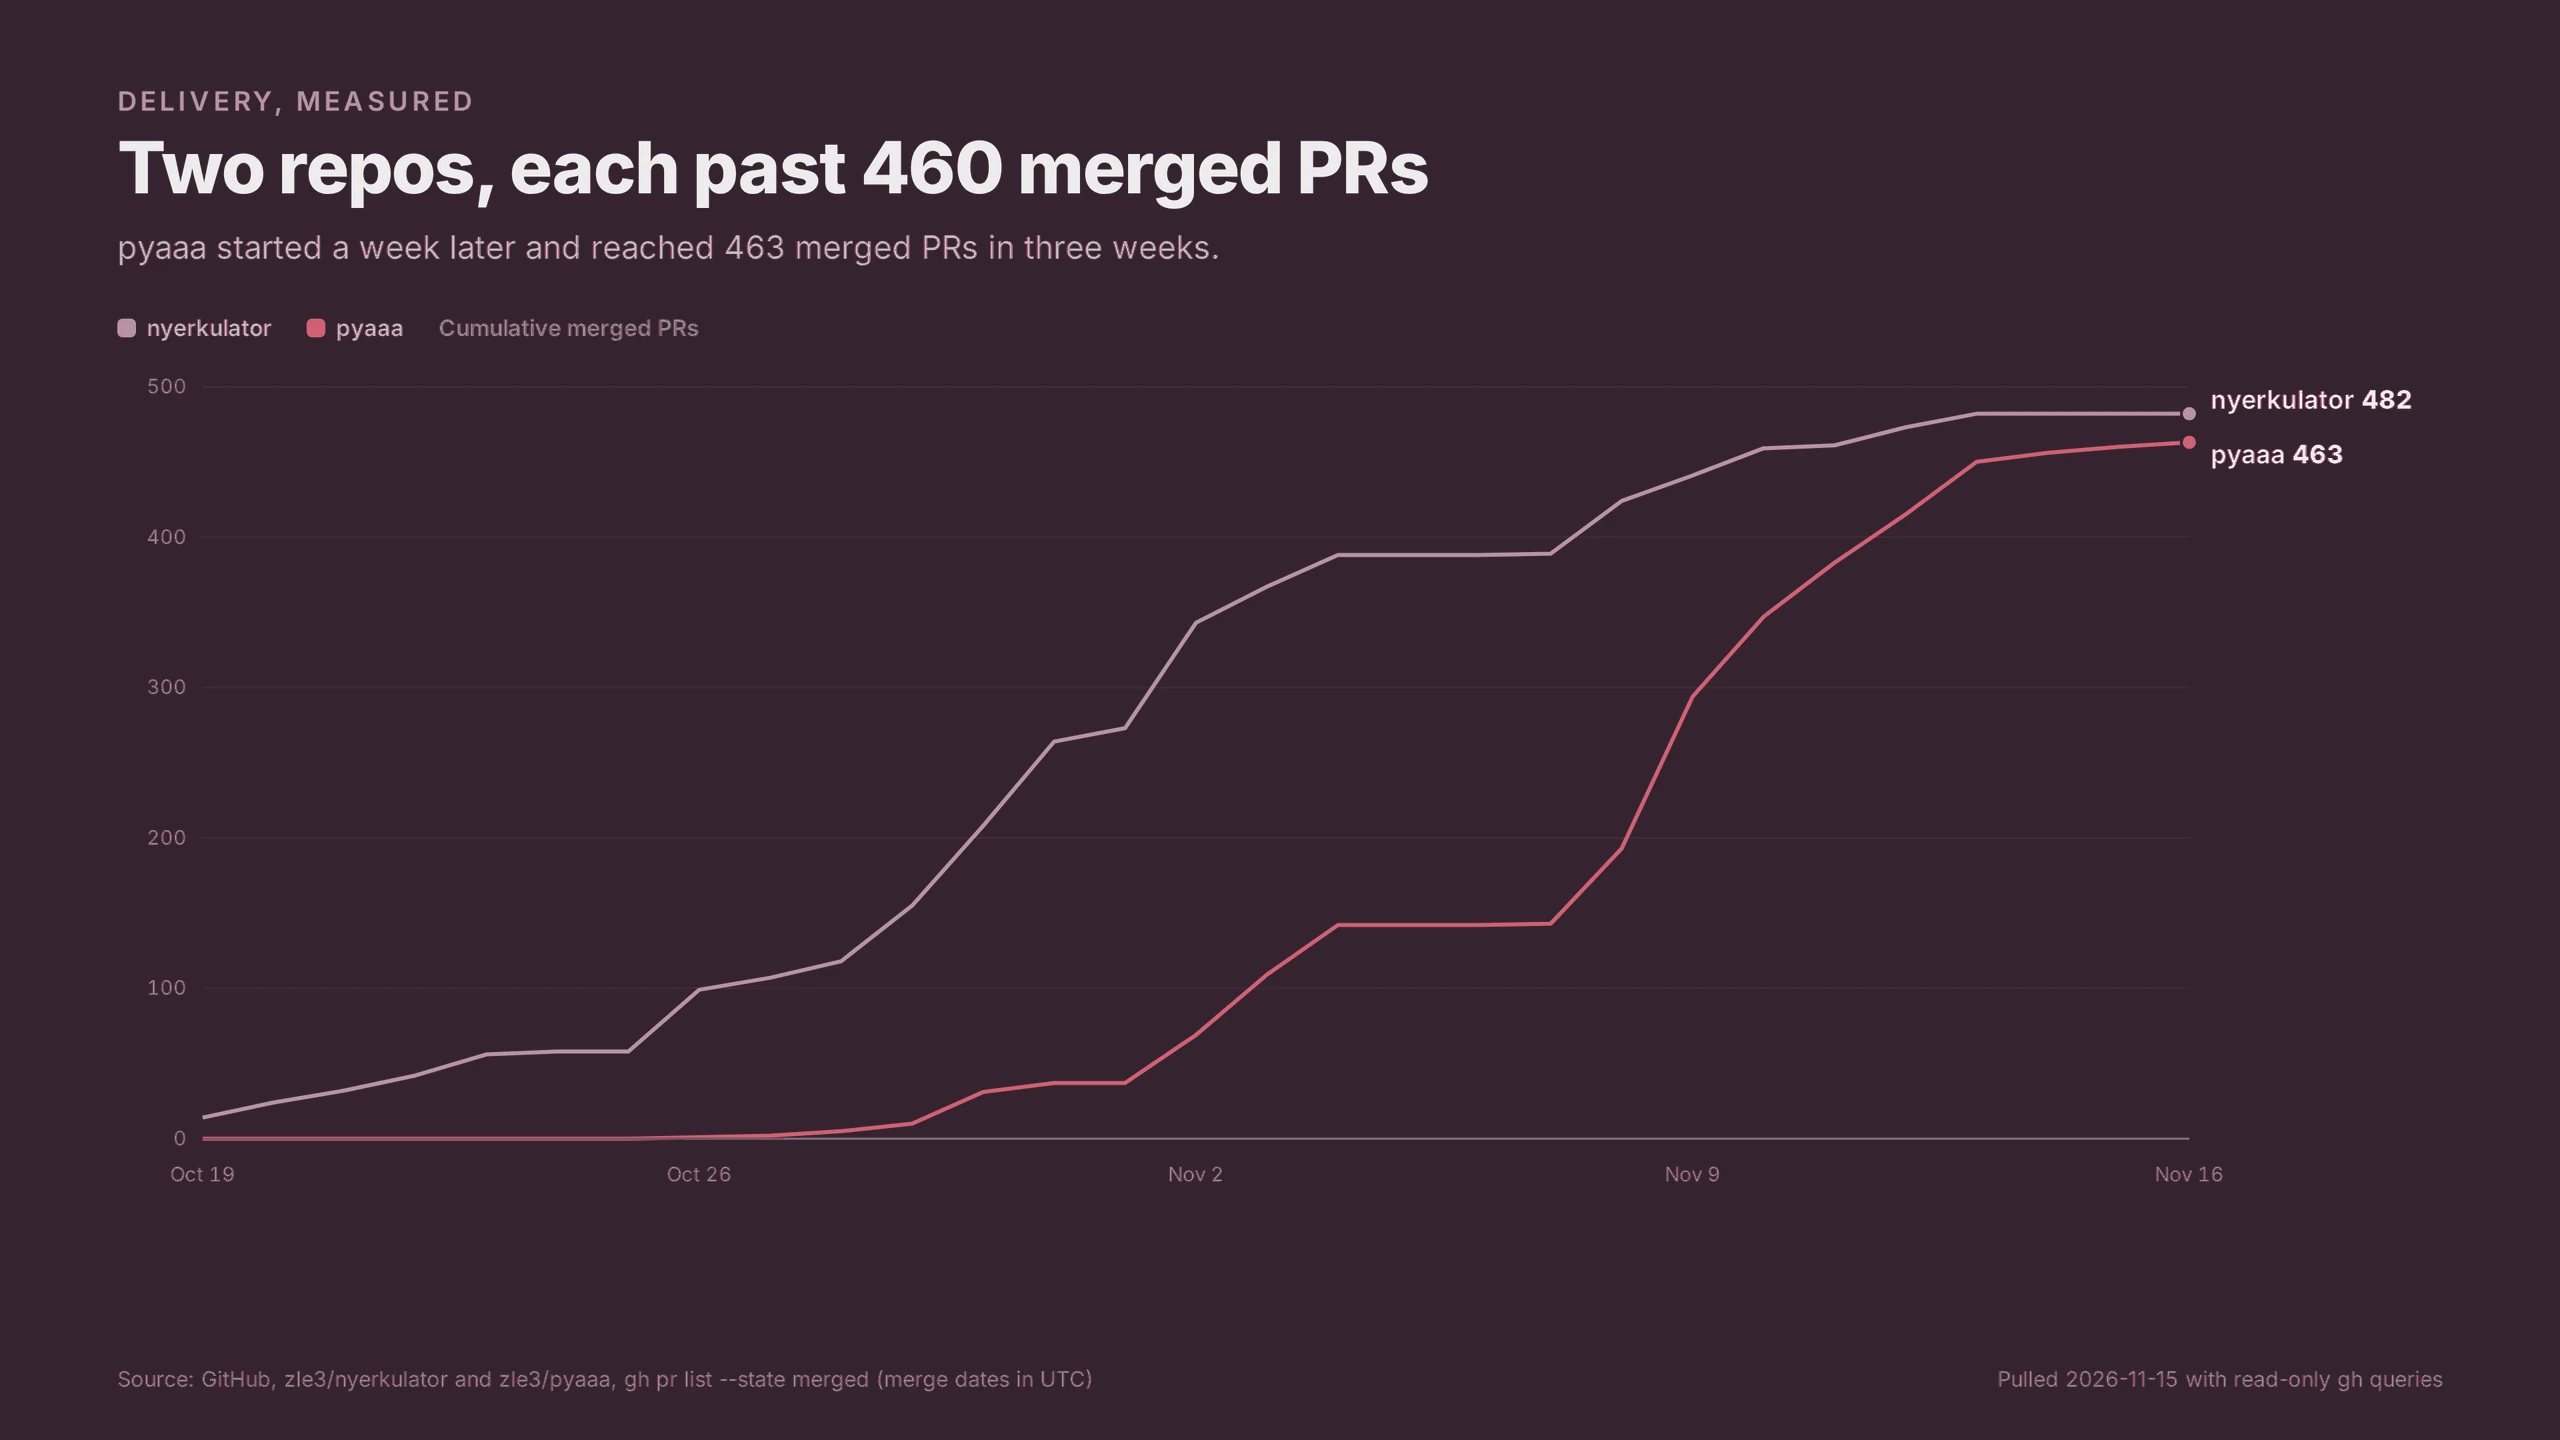 DELIVERY, MEASURED
Two repos, each past 460 merged PRs
pyaaa started a week later and reached 463 merged PRs in three weeks.
nyerkulator pyaaa Cumulative merged PRs
500
nyerkulator 482
pyaaa 463
400
300
200
100
0
Oct 19 Oct 26 Nov 2 Nov 9 Nov 16
Source: GitHub, zle3/nyerkulator and zle3/pyaaa, gh pr list --state merged (merge dates in UTC)
Pulled 2026-11-15 with read-only gh queries